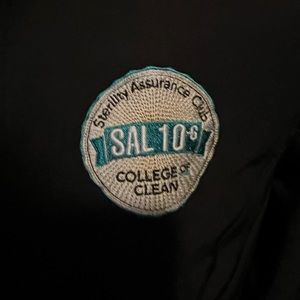 Sterility Assurance Club
SAL 10-6
COLLEGE OF
CLEAN